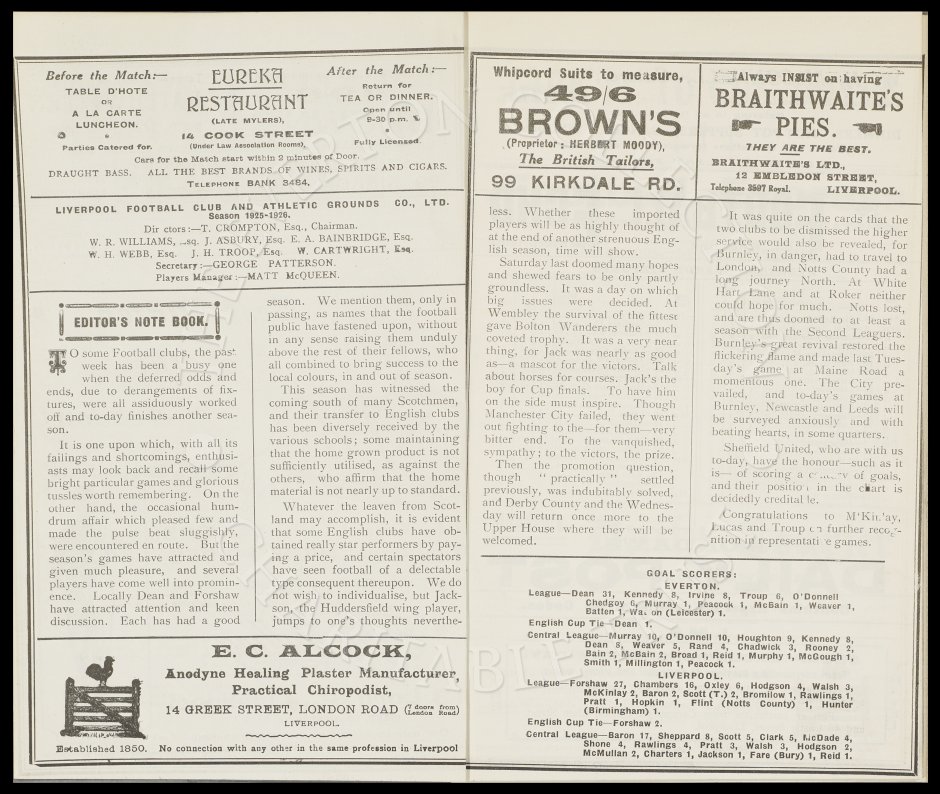 Before the Match:—
TABLE D'HOTE
OR
A LA CARTE
LUNCHEON.
Parties Catered for.
EUREKA
RESTAURANT
(LATE MYLERS),
14 COOK STREET
(Under Law Association Rooms),
After the Match:—
Return for
TEA OR DINNER.
Open until
9-30 p.m.
Fully Licensed.
Cars for the Match start within 2 minutes of Door.
DRAUGHT BASS. ALL THE BEST BRANDS OF WINES, SPIRITS AND CIGARS.
TELEPHONE BANK 3484.
LIVERPOOL FOOTBALL CLUB AND ATHLETIC GROUNDS CO., LTD.
Season 1925-1926.
Dir ctors:—T. CROMPTON, Esq., Chairman.
W. R. WILLIAMS, sq. J. ASBURY, Esq. E. A. BAINBRIDGE, Esq.
W. H. WEBB, Esq. J. H. TROOP, Esq. W. CARTWRIGHT, Esq.
Secretary:—GEORGE PATTERSON.
Players Manager:—MATT McQUEEN.
EDITOR'S NOTE BOOK.
TO some Football clubs, the past
week has been a busy one
when the deferred odds and
ends, due to derangements of fix-
tures, were all assiduously worked
off and to-day finishes another sea-
son.
It is one upon which, with all its
failings and shortcomings, enthusi-
asts may look back and recall some
bright particular games and glorious
tussles worth remembering. On the
other hand, the occasional hum-
drum affair which pleased few and
made the pulse beat sluggishly,
were encountered en route. But the
season's games have attracted and
given much pleasure, and several
players have come well into promin-
ence. Locally Dean and Forshaw
have attracted attention and keen
discussion. Each has had a good
season. We mention them, only in
passing, as names that the football
public have fastened upon, without
in any sense raising them unduly
above the rest of their fellows, who
all combined to bring success to the
local colours, in and out of season.
This season has witnessed the
coming south of many Scotchmen,
and their transfer to English clubs
has been diversely received by the
various schools; some maintaining
that the home grown product is not
sufficiently utilised, as against the
others, who affirm that the home
material is not nearly up to standard.
Whatever the leaven from Scot-
land may accomplish, it is evident
that some English clubs have ob-
tained really star performers by pay-
ing a price, and certain spectators
have seen football of a delectable
type consequent thereupon. We do
not wish to individualise, but Jack-
son, the Huddersfield wing player,
jumps to one's thoughts neverthe-
E. C. ALCOCK,
Anodyne Healing Plaster Manufacturer,
Practical Chiropodist,
14 GREEK STREET, LONDON ROAD (7 doors from London Road)
LIVERPOOL.
Established 1850. No connection with any other in the same profession in Liverpool
Whipcord Suits to measure,
49/6
BROWN'S
(Proprietor: HERBERT MOODY),
The British Tailors,
99 KIRKDALE RD.
Always INSIST on having
BRAITHWAITE'S
PIES.
THEY ARE THE BEST.
BRAITHWAITE'S LTD.,
12 EMBLEDON STREET,
Telephone 3597 Royal. LIVERPOOL.
less. Whether these imported
players will be as highly thought of
at the end of another strenuous Eng-
lish season, time will show.
Saturday last doomed many hopes
and shewed fears to be only partly
groundless. It was a day on which
big issues were decided. At
Wembley the survival of the fittest
gave Bolton Wanderers the much
coveted trophy. It was a very near
thing, for Jack was nearly as good
as—a mascot for the victors. Talk
about horses for courses. Jack's the
boy for Cup finals. To have him
on the side must inspire. Though
Manchester City failed, they went
out fighting to the—for them—very
bitter end. To the vanquished,
sympathy; to the victors, the prize.
Then the promotion question,
though "practically" settled
previously, was indubitably solved,
and Derby County and the Wednes-
day will return once more to the
Upper House where they will be
welcomed.
It was quite on the cards that the
two clubs to be dismissed the higher
service would also be revealed, for
Burnley, in danger, had to travel to
London, and Notts County had a
long journey North. At White
Hart Lane and at Roker neither
could hope for much. Notts lost,
and are thus doomed to at least a
season with the Second Leaguers.
Burnley's great revival restored the
flickering flame and made last Tues-
day's game at Maine Road a
momentous one. The City pre-
vailed, and to-day's games at
Burnley, Newcastle and Leeds will
be surveyed anxiously and with
beating hearts, in some quarters.
Sheffield United, who are with us
to-day, have the honour—such as it
is—of scoring a of goals,
and their position in the chart is
decidedly creditable.
Congratulations to M'Kinlay,
Lucas and Troup on further recog-
nition in representative games.
GOAL SCORERS:
EVERTON.
League—Dean 31, Kennedy 8, Irvine 8, Troup 6, O'Donnell
Chedgoy 6, Murray 1, Peacock 1, McBain 1, Weaver 1,
Batten 1, (Leicester) 1.
English Cup Tie—Dean 1.
Central League—Murray 10, O'Donnell 10, Houghton 9, Kennedy 8,
Dean 8, Weaver 5, Rand 4, Chadwick 3, Rooney 2,
Bain 2, McBain 2, Broad 1, Reid 1, Murphy 1, McGough 1,
Smith 1, Millington 1, Peacock 1.
LIVERPOOL.
League—Forshaw 27, Chambers 16, Oxley 6, Hodgson 4, Walsh 3,
McKinlay 2, Baron 2, Scott (T.) 2, Bromilow 1, Rawlings 1,
Pratt 1, Hopkin 1, Flint (Notts County) 1, Hunter
(Birmingham) 1.
English Cup Tie—Forshaw 2.
Central League—Baron 17, Sheppard 8, Scott 5, Clark 5, McDade 4,
Shone 4, Rawlings 4, Pratt 3, Walsh 3, Hodgson 2,
McMullan 2, Charters 1, Jackson 1, Fare (Bury) 1, Reid 1.